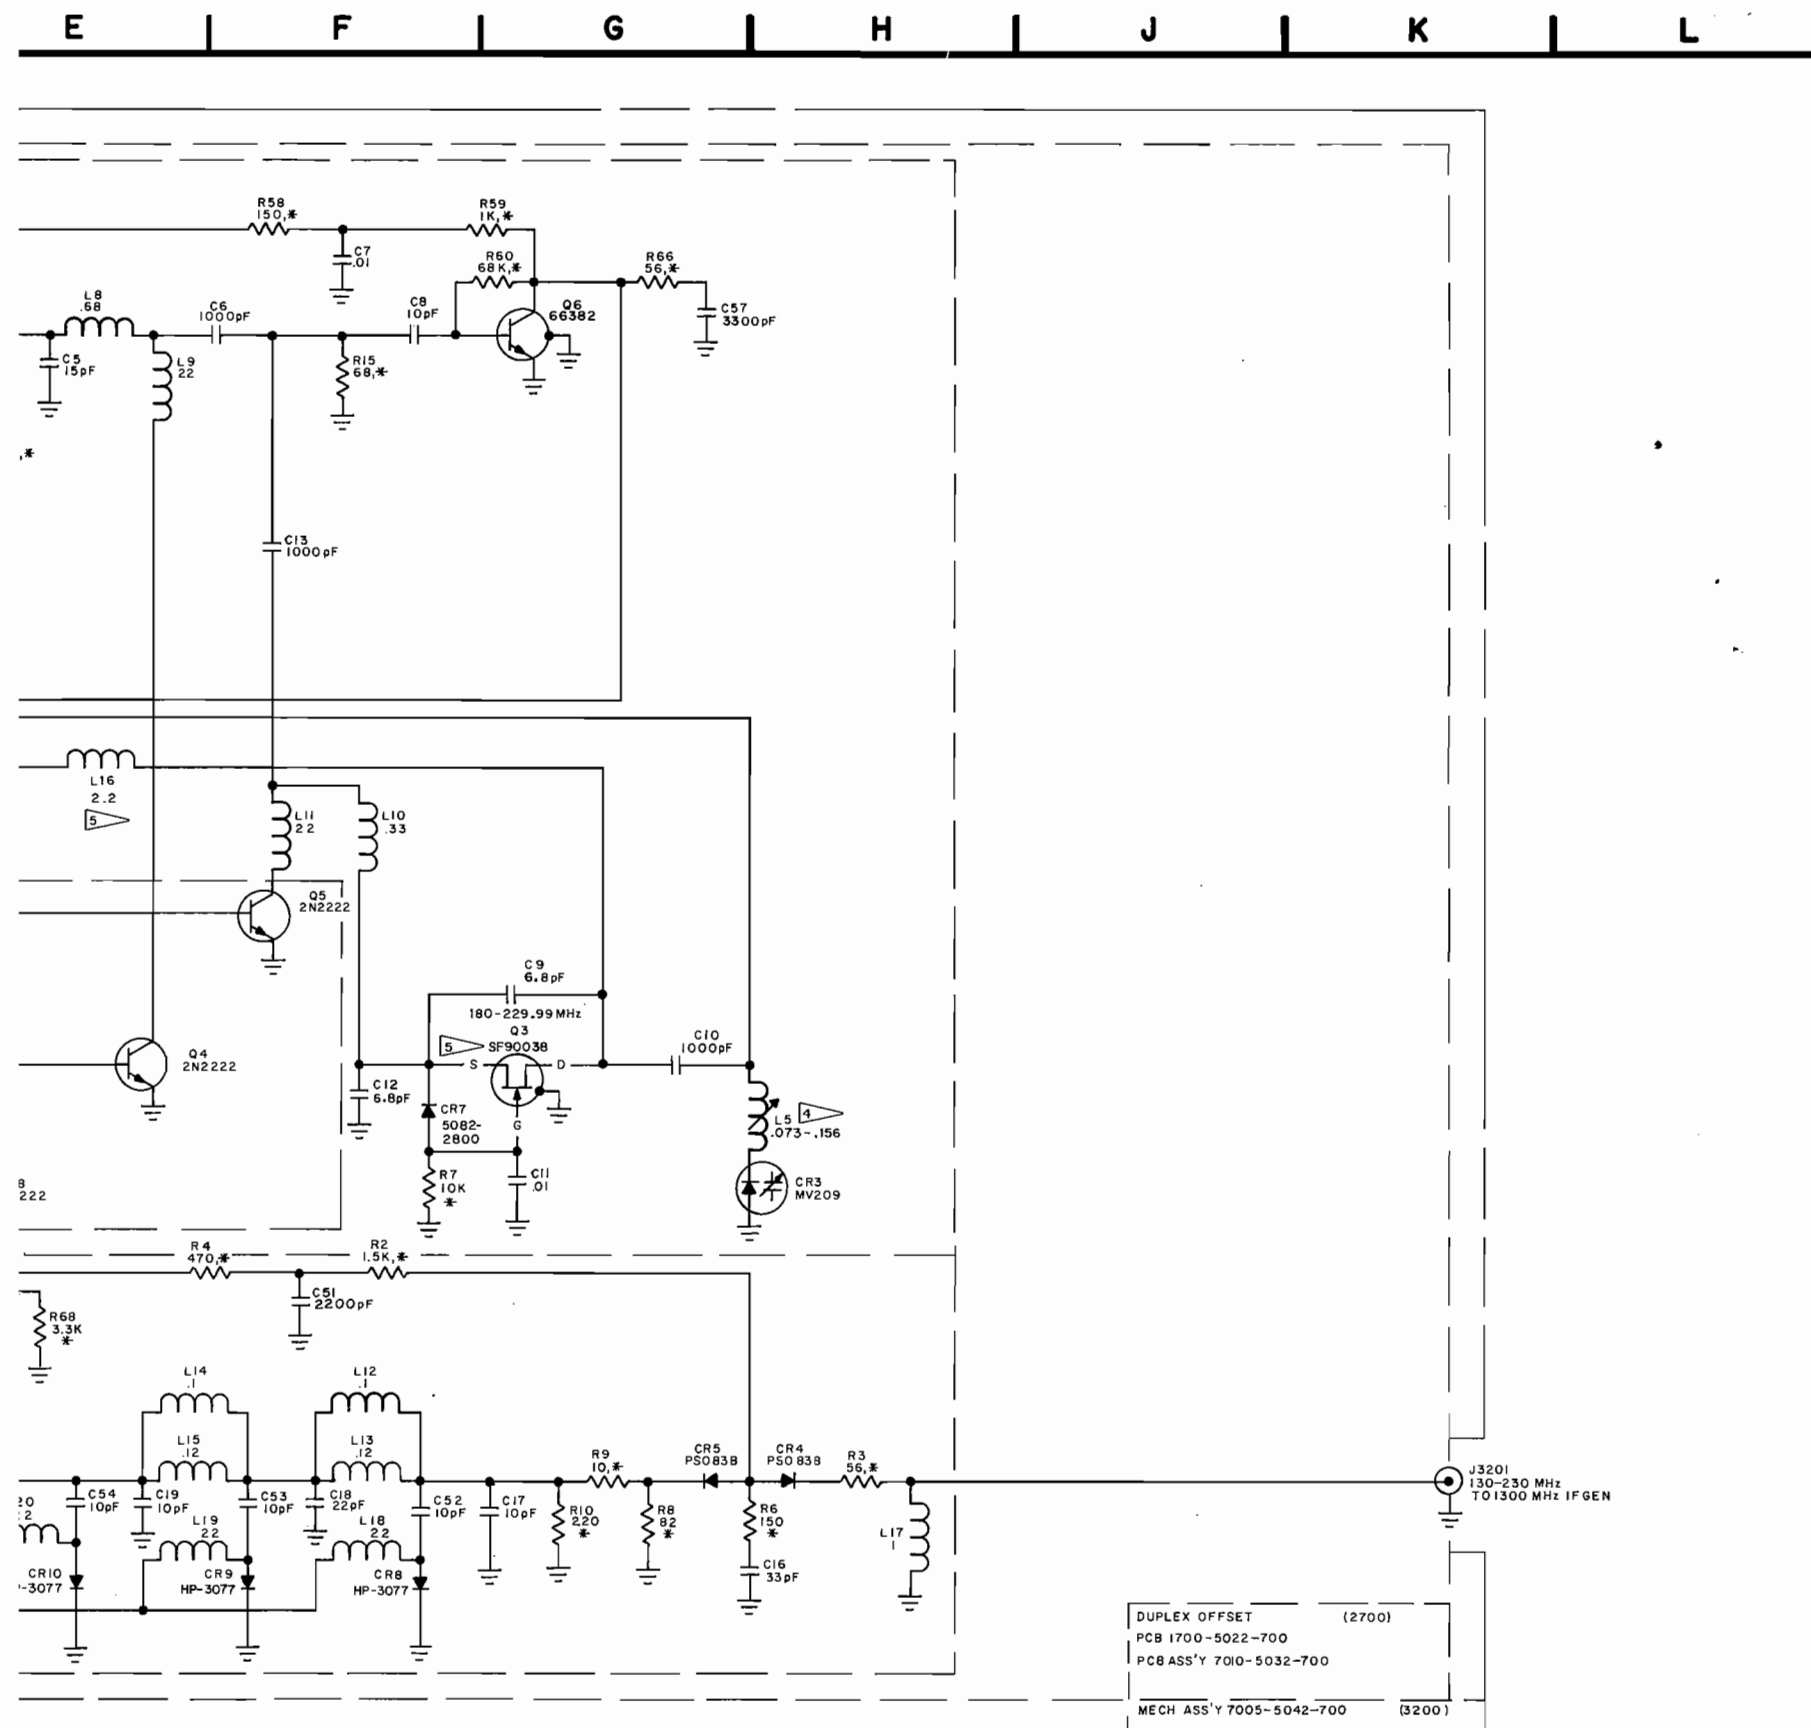 E F G H J K L
R58
150,*
R59
1K,*
C7
.01
R60
68K,*
R66
56,*
L8
.68
C6
1000pF
C8
10pF
Q6
66382
C57
3300pF
C5
15pF
L9
22
R15
68,*
,*
C13
1000pF
L16
2.2
5
L11
22
L10
.33
Q5
2N2222
C9
6.8pF
180-229.99MHz
Q3
5
SF90038
S
D
G
C10
1000pF
Q4
2N2222
C12
6.8pF
CR7
5082-
2800
L5
4
.073-.156
R7
10K
*
C11
.01
CR3
MV209
8
222
R4
470,*
R2
1.5K,*
C51
2200pF
R68
3.3K
*
L14
.1
L12
.1
L15
.12
L13
.12
R9
10,*
CR5
PS083B
CR4
PS083B
R3
56,*
J3201
130-230 MHz
TO 1300 MHz IF GEN
C54
10pF
C19
10pF
C53
10pF
C18
22pF
C52
10pF
C17
10pF
R10
220
*
R8
82
*
R6
150
*
20
2
L19
22
L18
22
L17
1
C16
33pF
CR10
-3077
CR9
HP-3077
CR8
HP-3077
DUPLEX OFFSET (2700)
PCB 1700-5022-700
PCB ASS'Y 7010-5032-700
MECH ASS'Y 7005-5042-700 (3200)